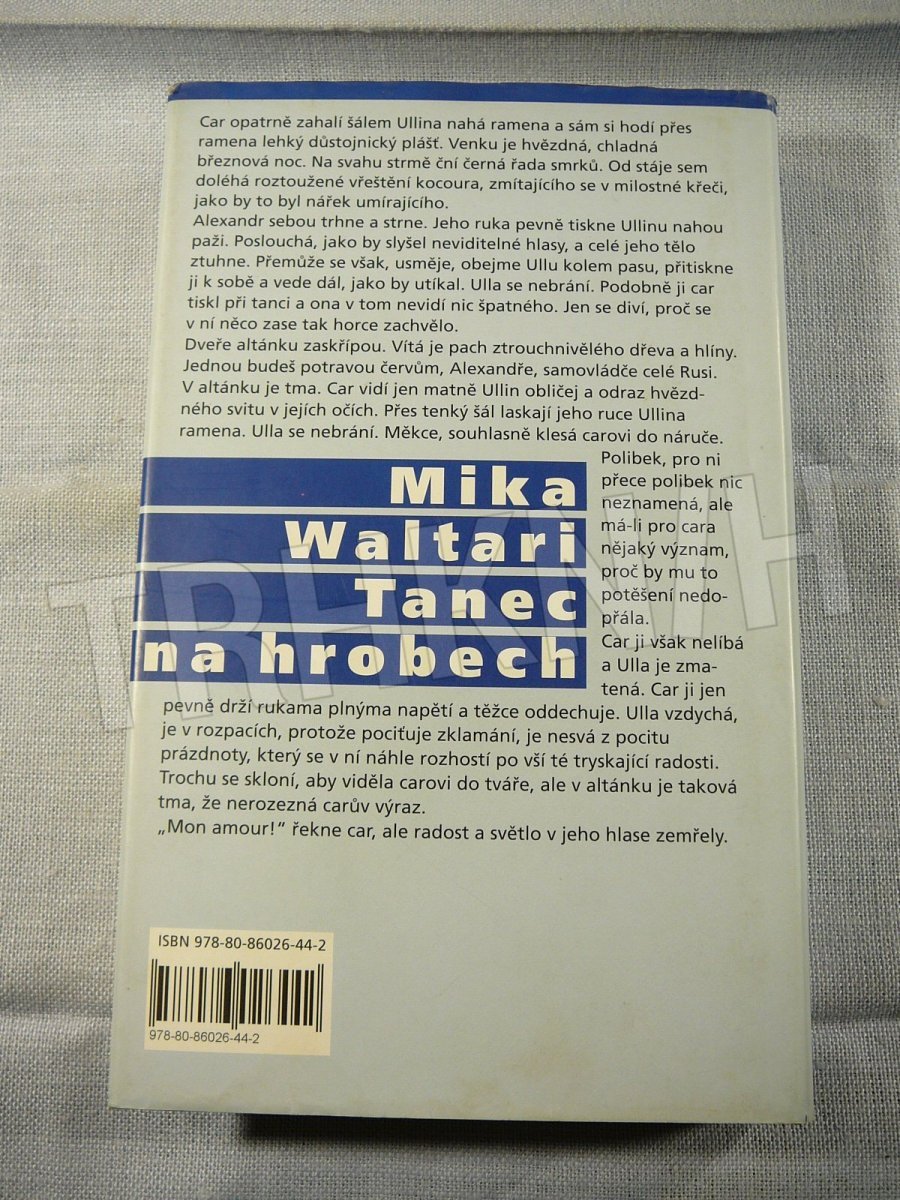 Car opatrně zahalí šálem Ullina nahá ramena a sám si hodí přes
ramena lehký důstojnický plášť. Venku je hvězdná, chladná
březnová noc. Na svahu strmě ční černá řada smrků. Od stáje sem
doléhá roztoužené vřeštění kocoura, zmítajícího se v milostné křeči,
jako by to byl nářek umírajícího.
Alexandr sebou trhne a strne. Jeho ruka pevně tiskne Ullinu nahou
paži. Poslouchá, jako by slyšel neviditelné hlasy, a celé jeho tělo
ztuhne. Přemůže se však, usměje, obejme Ullu kolem pasu, přitiskne
ji k sobě a vede dál, jako by utíkal. Ulla se nebrání. Podobně ji car
tiskl při tanci a ona v tom nevidí nic špatného. Jen se diví, proč se
v ní něco zase tak horce zachvělo.
Dveře altánku zaskřípou. Vítá je pach ztrouchnivělého dřeva a hlíny.
Jednou budeš potravou červům, Alexandře, samovládče celé Rusi.
V altánku je tma. Car vidí jen matně Ullin obličej a odraz hvězd-
ného svitu v jejích očích. Přes tenký šál laskají jeho ruce Ullina
ramena. Ulla se nebrání. Měkce, souhlasně klesá carovi do náruče.
Polibek, pro ni
přece polibek nic
neznamená, ale
má-li pro cara
nějaký význam,
proč by mu to
potěšení nedo-
přála.
Car ji však nelíbá
a Ulla je zma-
tená. Car ji jen
pevně drží rukama plnýma napětí a těžce oddechuje. Ulla vzdychá,
je v rozpacích, protože pociťuje zklamání, je nesvá z pocitu
prázdnoty, který se v ní náhle rozhostí po vší té tryskající radosti.
Trochu se skloní, aby viděla carovi do tváře, ale v altánku je taková
tma, že nerozezná carův výraz.
„Mon amour!“ řekne car, ale radost a světlo v jeho hlase zemřely.
Mika
Waltari
Tanec
na hrobech
TRHKNIH
ISBN 978-80-86026-44-2
978-80-86026-44-2